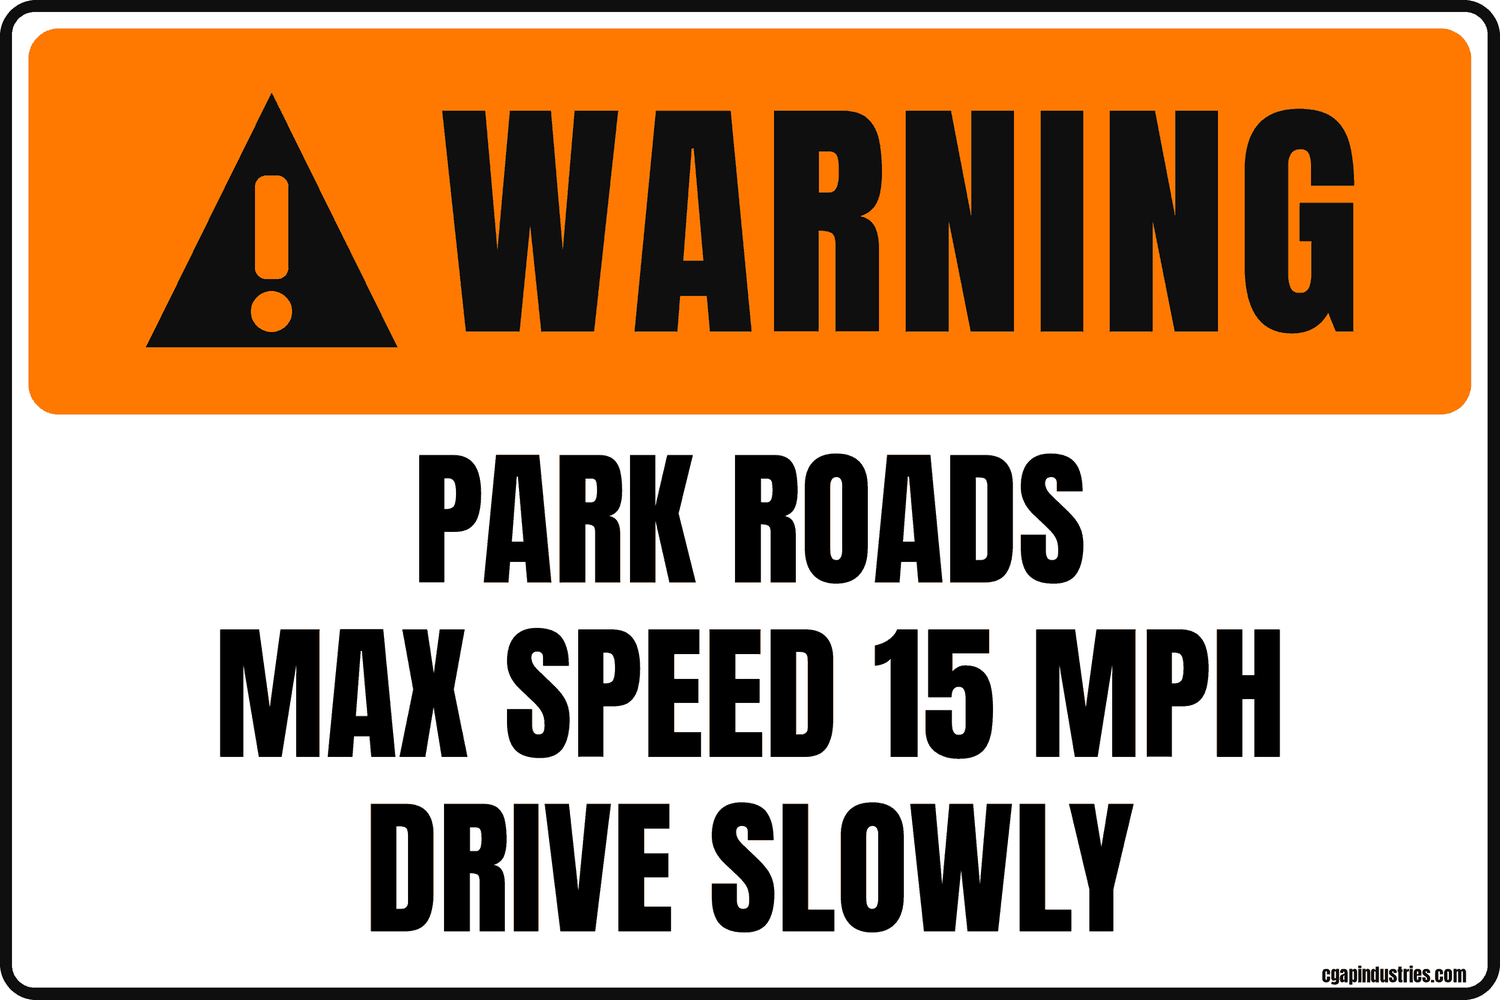 WARNING
PARK ROADS
MAX SPEED 15 MPH
DRIVE SLOWLY
cgapindustries.com